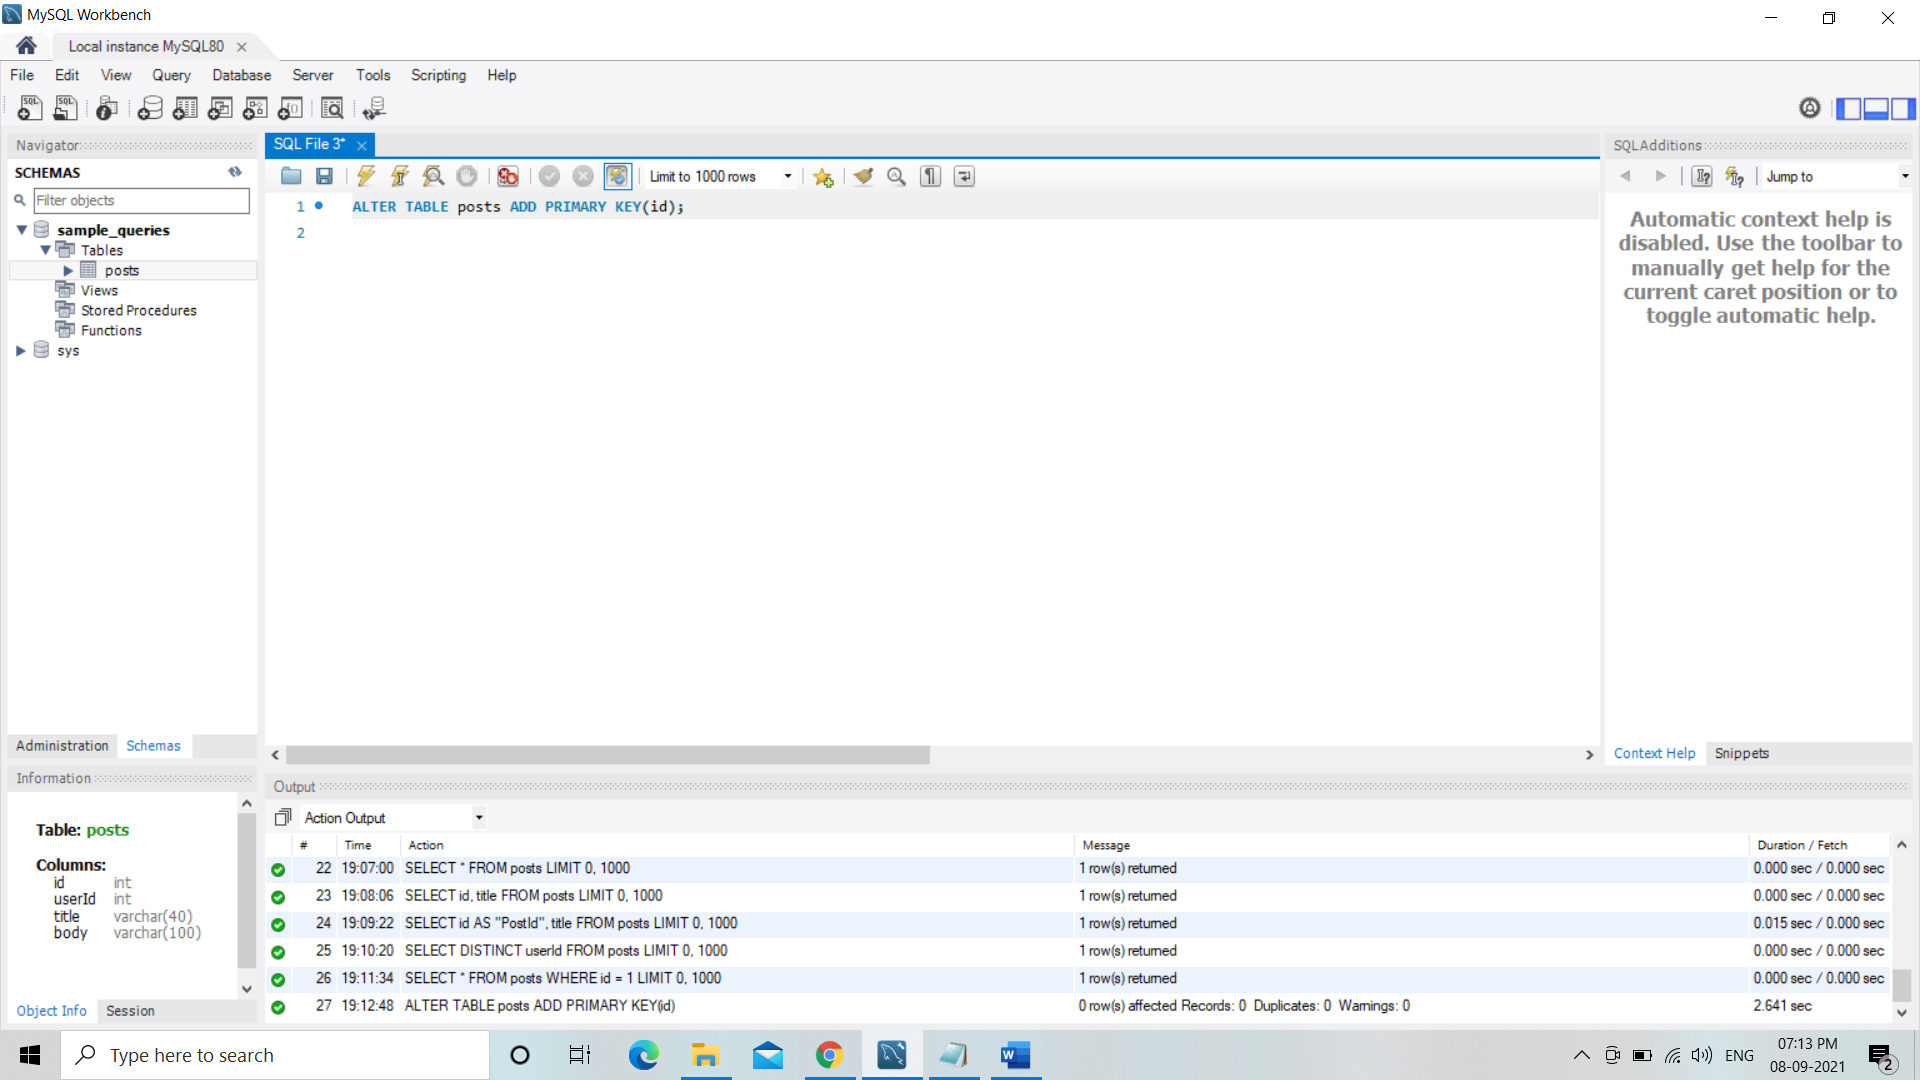 MySQL Workbench
Local instance MySQL80
File Edit View Query Database Server Tools Scripting Help
Navigator
SCHEMAS
Filter objects
sample_queries
Tables
posts
Views
Stored Procedures
Functions
sys
Administration Schemas
Information
Table: posts
Columns:
id int
userId int
title varchar(40)
body varchar(100)
Object Info Session
SQL File 3*
Limit to 1000 rows
1 ALTER TABLE posts ADD PRIMARY KEY(id);
2
SQLAdditions
Jump to
Automatic context help is
disabled. Use the toolbar to
manually get help for the
current caret position or to
toggle automatic help.
Context Help Snippets
Output
Action Output
# Time Action Message Duration / Fetch
22 19:07:00 SELECT * FROM posts LIMIT 0, 1000 1 row(s) returned 0.000 sec / 0.000 sec
23 19:08:06 SELECT id, title FROM posts LIMIT 0, 1000 1 row(s) returned 0.000 sec / 0.000 sec
24 19:09:22 SELECT id AS "PostId", title FROM posts LIMIT 0, 1000 1 row(s) returned 0.015 sec / 0.000 sec
25 19:10:20 SELECT DISTINCT userId FROM posts LIMIT 0, 1000 1 row(s) returned 0.000 sec / 0.000 sec
26 19:11:34 SELECT * FROM posts WHERE id = 1 LIMIT 0, 1000 1 row(s) returned 0.000 sec / 0.000 sec
27 19:12:48 ALTER TABLE posts ADD PRIMARY KEY(id) 0 row(s) affected Records: 0 Duplicates: 0 Warnings: 0 2.641 sec
Type here to search
ENG
07:13 PM
08-09-2021
2